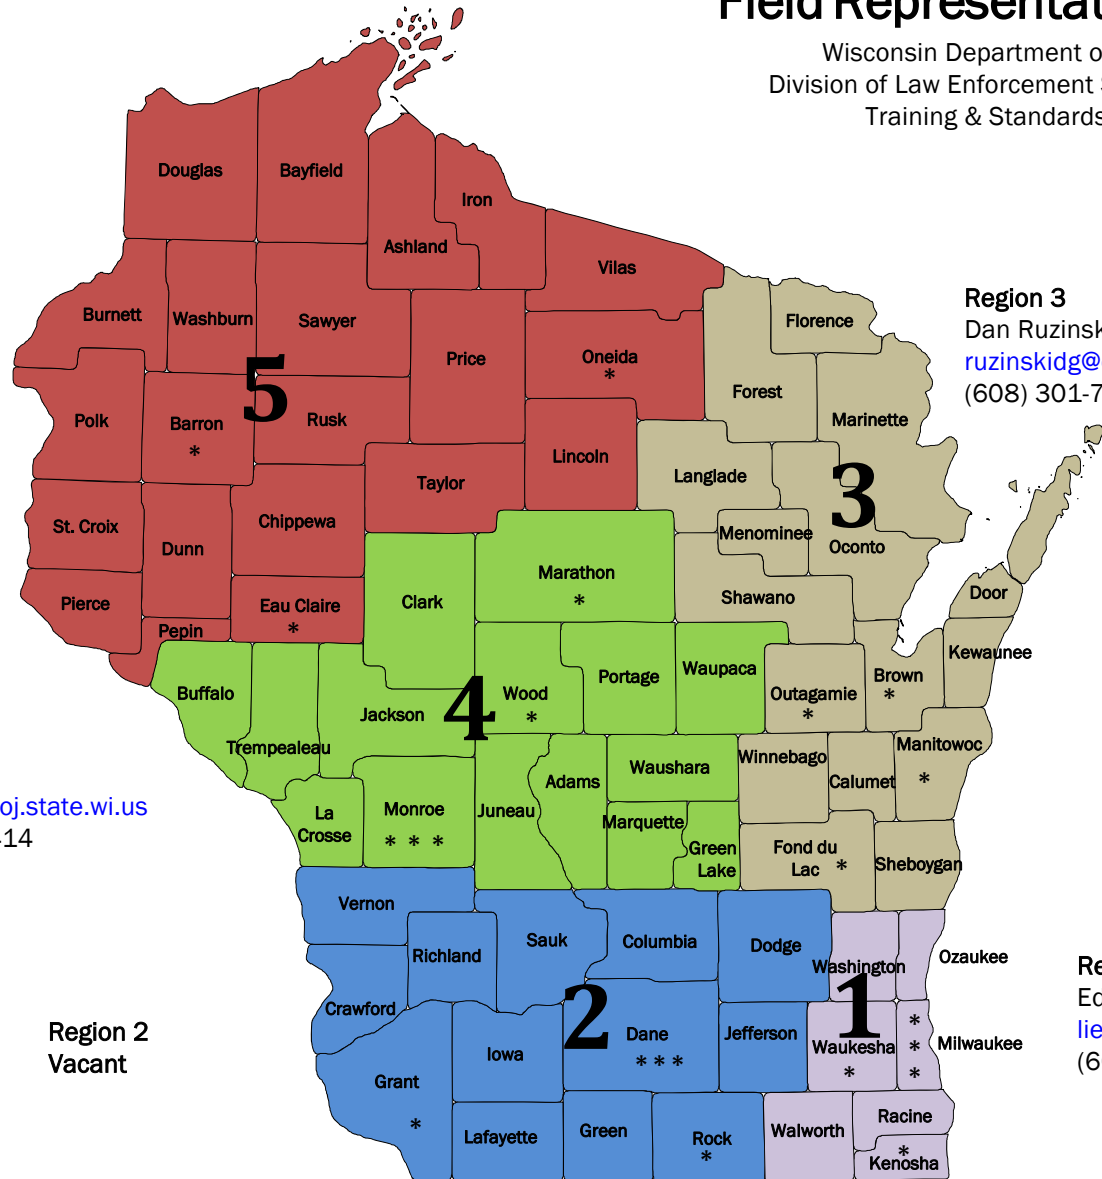 Field Representat
Wisconsin Department o
Division of Law Enforcement
Training & Standards
Douglas
Bayfield
Iron
Ashland
Vilas
Burnett
Washburn
Sawyer
Price
Oneida
*
Florence
Forest
Marinette
Region 3
Dan Ruzinsk
ruzinskidg@
(608) 301-7
5
Polk
Barron
*
Rusk
Lincoln
Taylor
Langlade
3
St. Croix
Dunn
Chippewa
Menominee
Oconto
Pierce
Eau Claire
*
Pepin
Clark
Marathon
*
Shawano
Door
Kewaunee
Buffalo
Trempealeau
Jackson
4
Wood
*
Portage
Waupaca
Outagamie
*
Brown
*
Manitowoc
*
Winnebago
Calumet
Adams
Waushara
oj.state.wi.us
14
La
Crosse
Monroe
* * *
Juneau
Marquette
Green
Lake
Fond du
Lac *
Sheboygan
Vernon
Richland
Sauk
Columbia
Dodge
Washington
Ozaukee
Crawford
Region 2
Vacant
2
Dane
* * *
Jefferson
1
Waukesha
*
*
*
*
Milwaukee
Re
Ed
lie
(6
Iowa
Grant
*
Lafayette
Green
Rock
*
Walworth
Racine
*
Kenosha